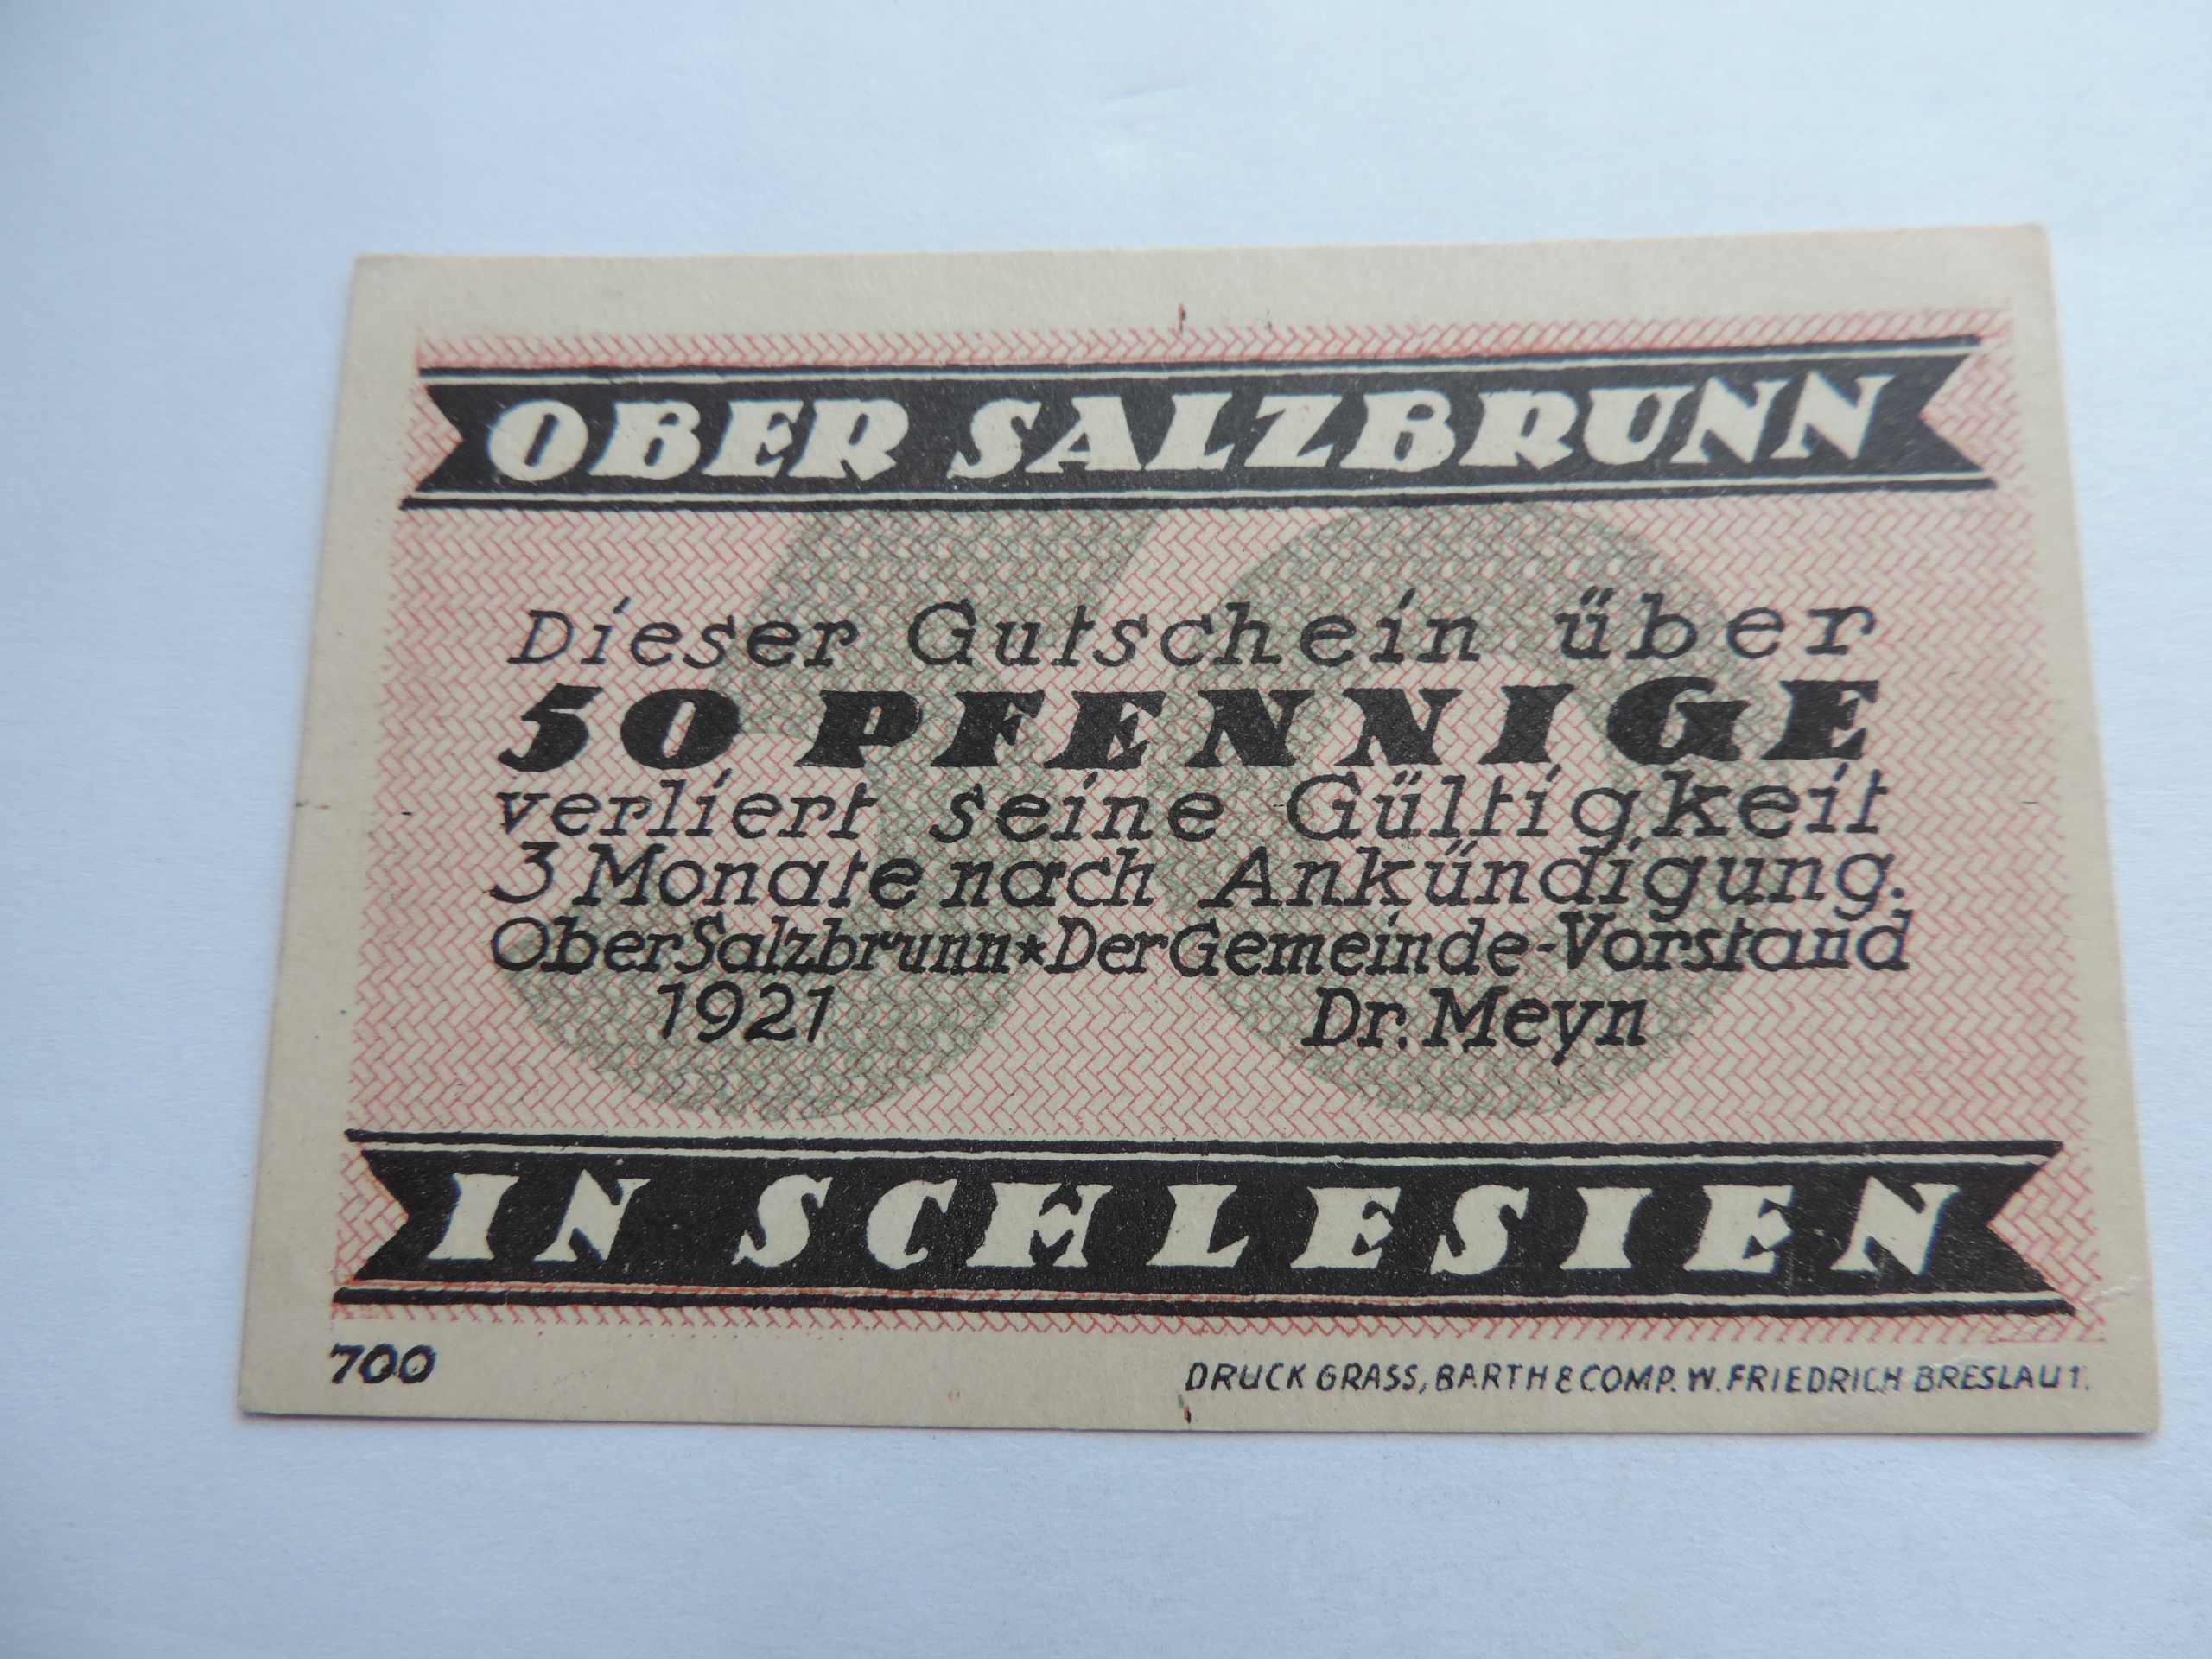 OBER SALZBRUNN
Dieser Gutschein über
50 PFENNIGE
verliert seine Gültigkeit
3 Monate nach Ankündigung.
Ober Salzbrunn★Der Gemeinde-Vorstand
1921 Dr. Meyn
IN SCHLESIEN
700 DRUCK GRASS, BARTH & COMP. W. FRIEDRICH BRESLAU 1.